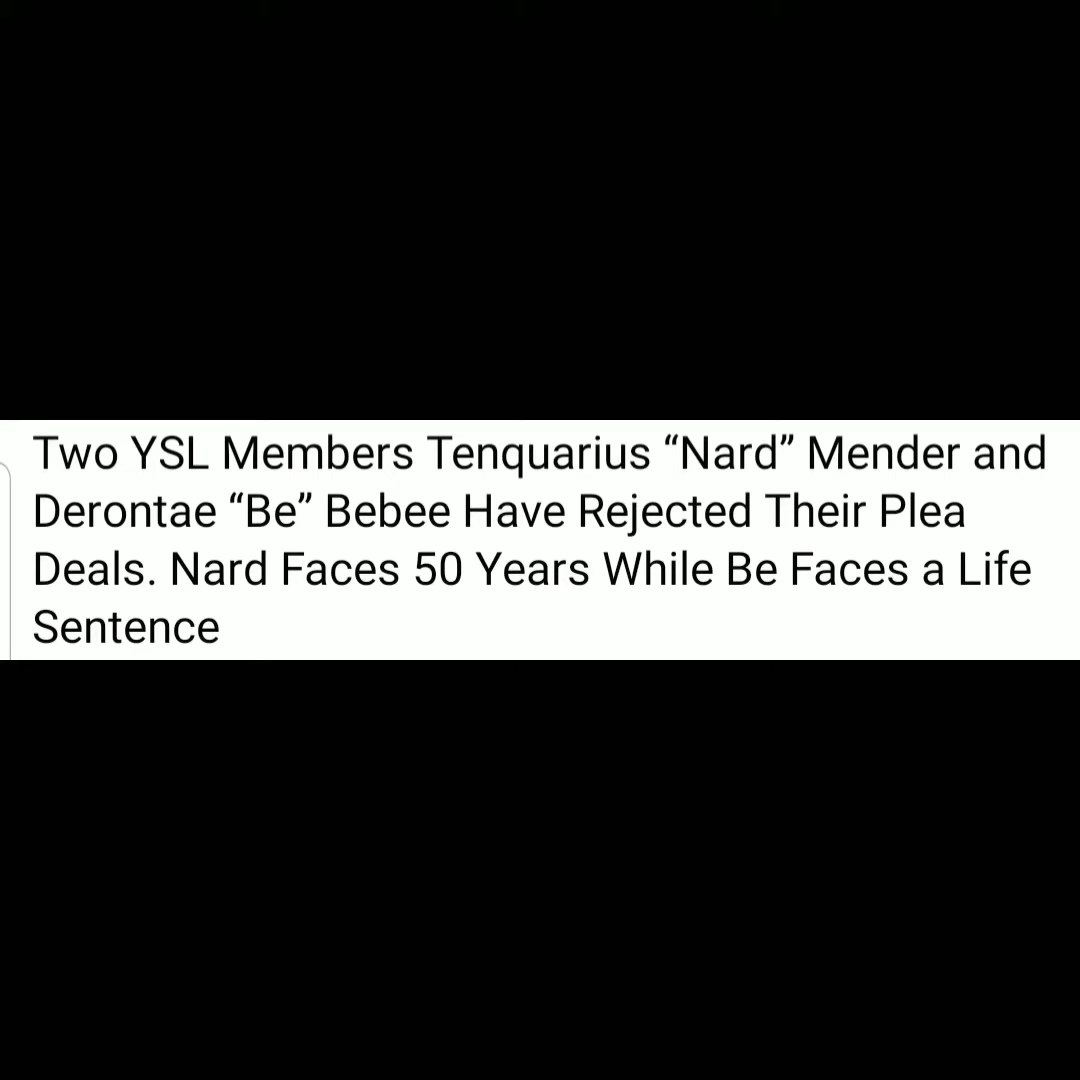 Two YSL Members Tenquarius “Nard” Mender and
Derontae “Be” Bebee Have Rejected Their Plea
Deals. Nard Faces 50 Years While Be Faces a Life
Sentence